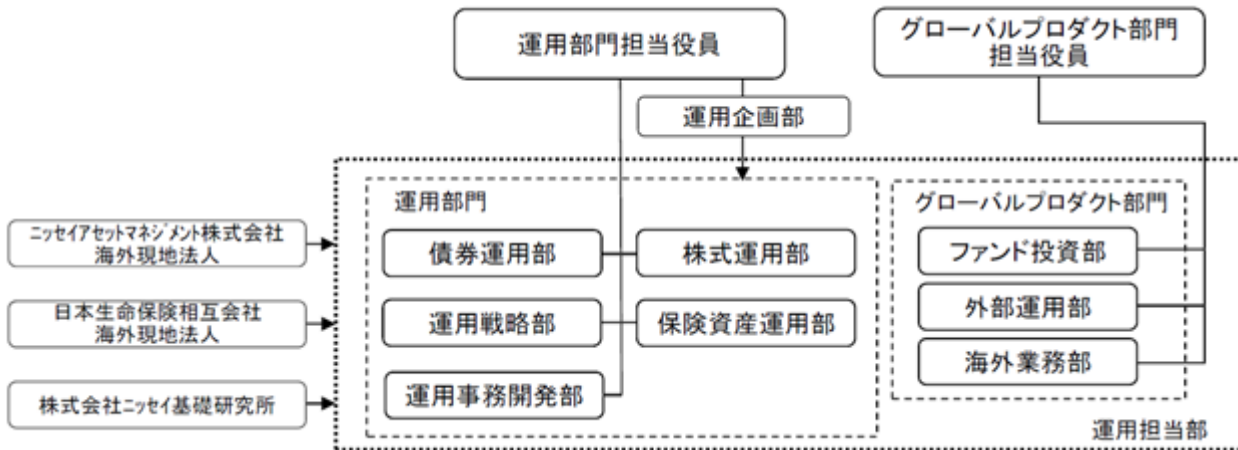 運用部門担当役員
グローバルプロダクト部門
担当役員
運用企画部
運用部門
グローバルプロダクト部門
ニッセイアセットマネジメント株式会社
海外現地法人
債券運用部
株式運用部
ファンド投資部
日本生命保険相互会社
海外現地法人
運用戦略部
保険資産運用部
外部運用部
海外業務部
株式会社ニッセイ基礎研究所
運用事務開発部
運用担当部